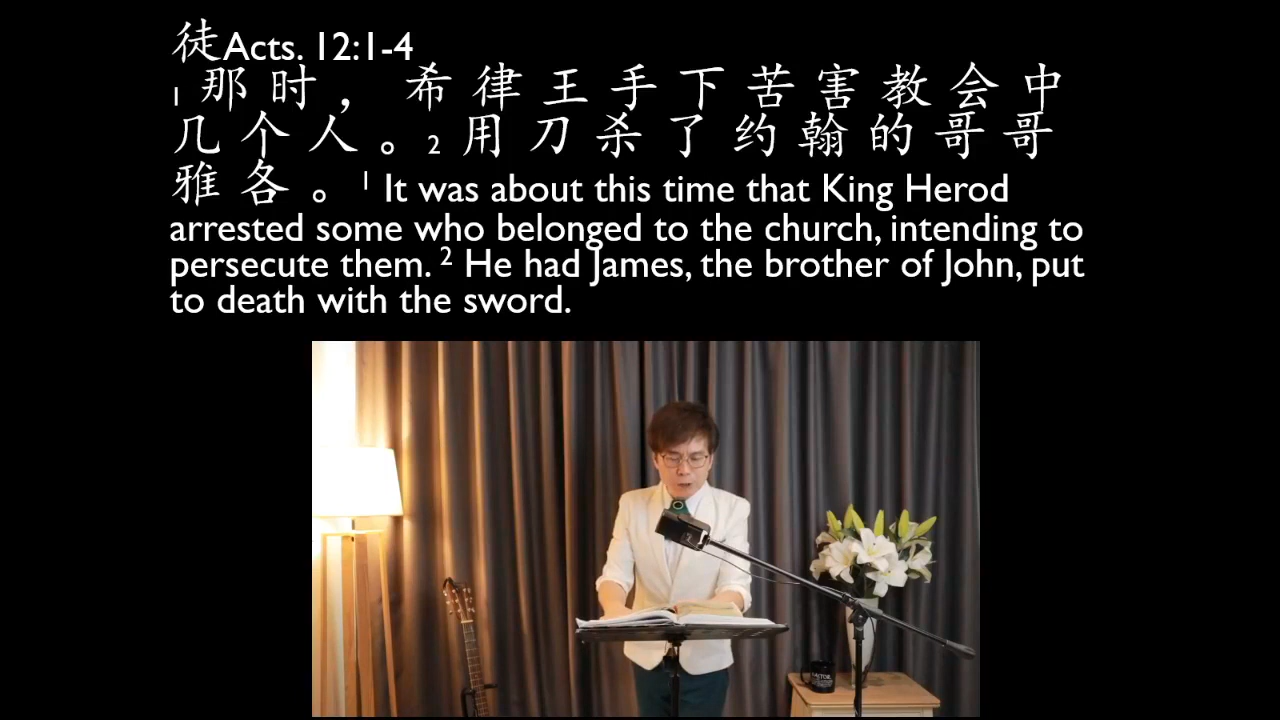 徒Acts. 12:1-4
1 那时，希律王手下苦害教会中
几个人。2 用刀杀了约翰的哥哥
雅各。1 It was about this time that King Herod
arrested some who belonged to the church, intending to
persecute them. 2 He had James, the brother of John, put
to death with the sword.